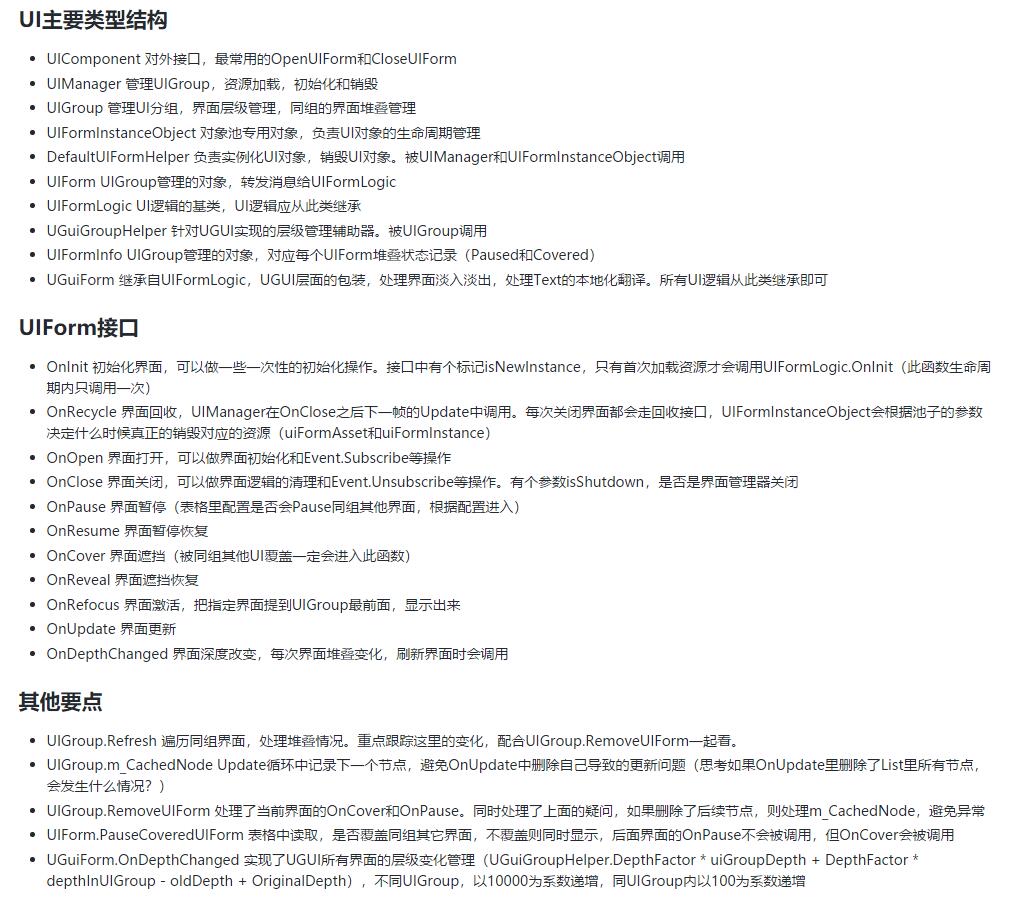 UI主要类型结构
UIComponent 对外接口，最常用的OpenUIForm和CloseUIForm
UIManager 管理UIGroup，资源加载，初始化和销毁
UIGroup 管理UI分组，界面层级管理，同组的界面堆叠管理
UIFormInstanceObject 对象池专用对象，负责UI对象的生命周期管理
DefaultUIFormHelper 负责实例化UI对象，销毁UI对象。被UIManager和UIFormInstanceObject调用
UIForm UIGroup管理的对象，转发消息给UIFormLogic
UIFormLogic UI逻辑的基类，UI逻辑应从此类继承
UGuiGroupHelper 针对UGUI实现的层级管理辅助器。被UIGroup调用
UIFormInfo UIGroup管理的对象，对应每个UIForm堆叠状态记录（Paused和Covered）
UGuiForm 继承自UIFormLogic，UGUI层面的包装，处理界面淡入淡出，处理Text的本地化翻译。所有UI逻辑从此类继承即可
UIForm接口
OnInit 初始化界面，可以做一些一次性的初始化操作。接口中有个标记isNewInstance，只有首次加载资源才会调用UIFormLogic.OnInit（此函数生命周
期内只调用一次）
OnRecycle 界面回收，UIManager在OnClose之后下一帧的Update中调用。每次关闭界面都会走回收接口，UIFormInstanceObject会根据池子的参数
决定什么时候真正的销毁对应的资源（uiFormAsset和uiFormInstance）
OnOpen 界面打开，可以做界面初始化和Event.Subscribe等操作
OnClose 界面关闭，可以做界面逻辑的清理和Event.Unsubscribe等操作。有个参数isShutdown，是否是界面管理器关闭
OnPause 界面暂停（表格里配置是否会Pause同组其他界面，根据配置进入）
OnResume 界面暂停恢复
OnCover 界面遮挡（被同组其他UI覆盖一定会进入此函数）
OnReveal 界面遮挡恢复
OnRefocus 界面激活，把指定界面提到UIGroup最前面，显示出来
OnUpdate 界面更新
OnDepthChanged 界面深度改变，每次界面堆叠变化，刷新界面时会调用
其他要点
UIGroup.Refresh 遍历同组界面，处理堆叠情况。重点跟踪这里的变化，配合UIGroup.RemoveUIForm一起看。
UIGroup.m_CachedNode Update循环中记录下一个节点，避免OnUpdate中删除自己导致的更新问题（思考如果OnUpdate里删除了List里所有节点，
会发生什么情况？）
UIGroup.RemoveUIForm 处理了当前界面的OnCover和OnPause。同时处理了上面的疑问，如果删除了后续节点，则处理m_CachedNode，避免异常
UIForm.PauseCoveredUIForm 表格中读取，是否覆盖同组其它界面，不覆盖则同时显示，后面界面的OnPause不会被调用，但OnCover会被调用
UGuiForm.OnDepthChanged 实现了UGUI所有界面的层级变化管理（UGuiGroupHelper.DepthFactor * uiGroupDepth + DepthFactor *
depthInUIGroup - oldDepth + OriginalDepth），不同UIGroup，以10000为系数递增，同UIGroup内以100为系数递增